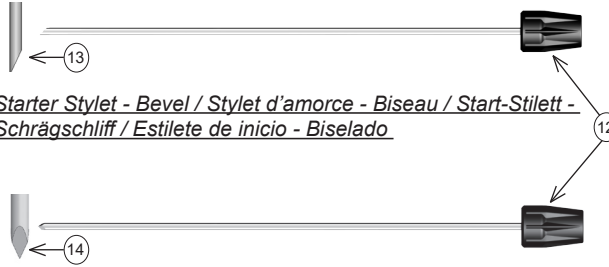 13
Starter Stylet - Bevel / Stylet d’amorce - Biseau / Start-Stilett -
Schrägschliff / Estilete de inicio - Biselado
12
14